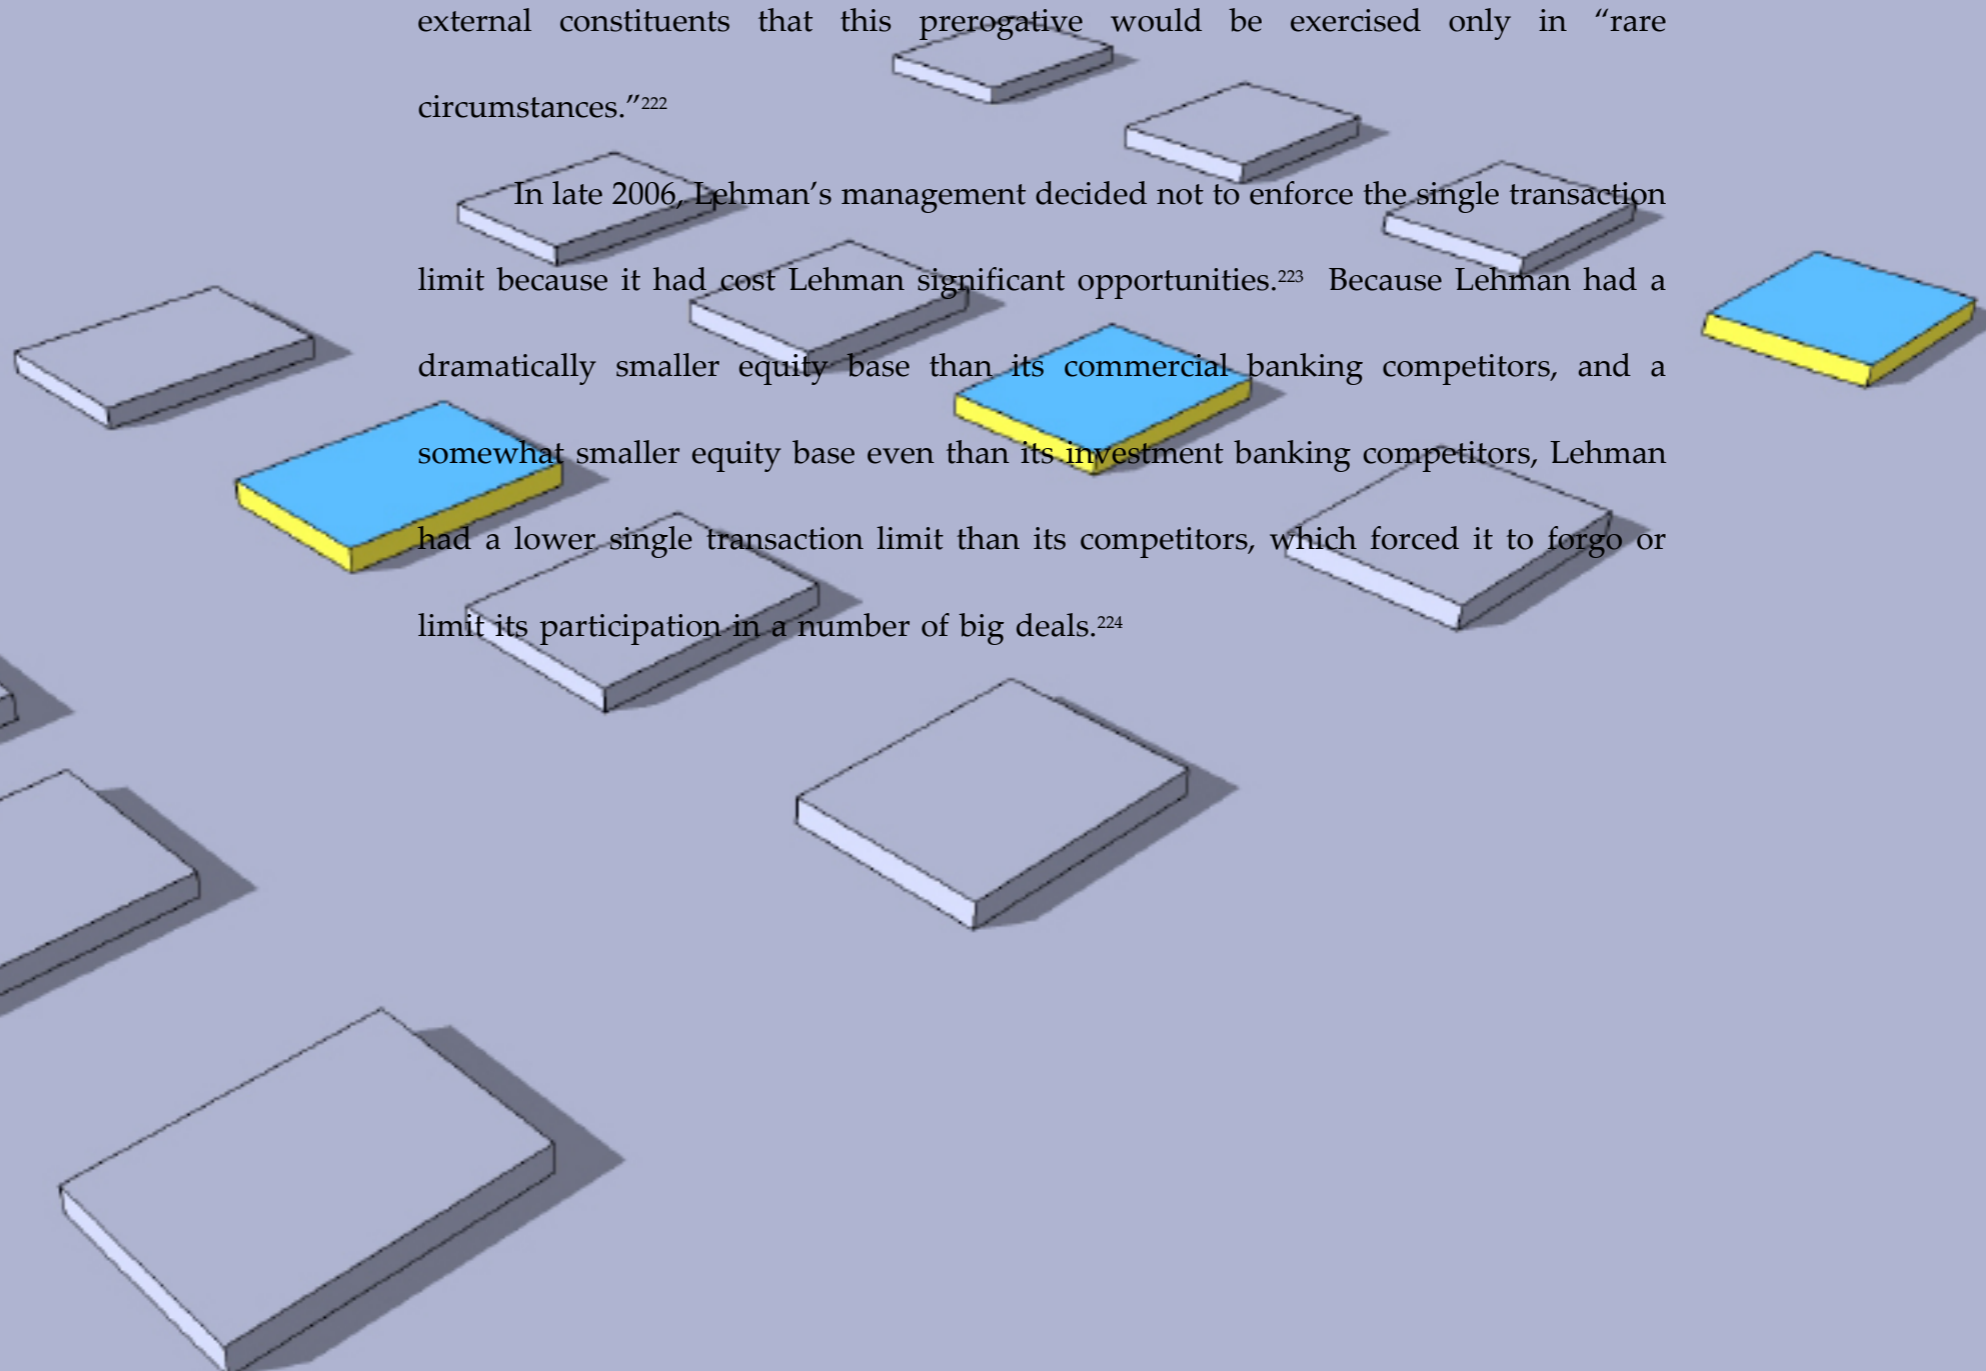 external constituents that this prerogative would be exercised only in “rare
circumstances.”222
In late 2006, Lehman’s management decided not to enforce the single transaction
limit because it had cost Lehman significant opportunities.223 Because Lehman had a
dramatically smaller equity base than its commercial banking competitors, and a
somewhat smaller equity base even than its investment banking competitors, Lehman
had a lower single transaction limit than its competitors, which forced it to forgo or
limit its participation in a number of big deals.224